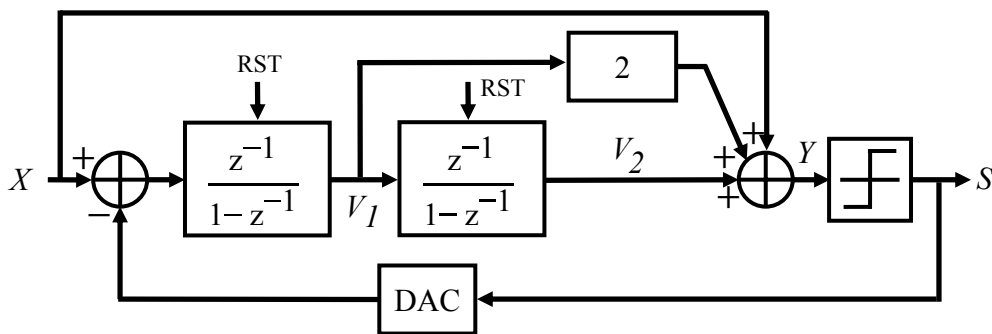 RST
RST
2
X
+
−
z⁻¹
1− z⁻¹
V₁
z⁻¹
1− z⁻¹
V₂
+
+
+
Y
S
DAC